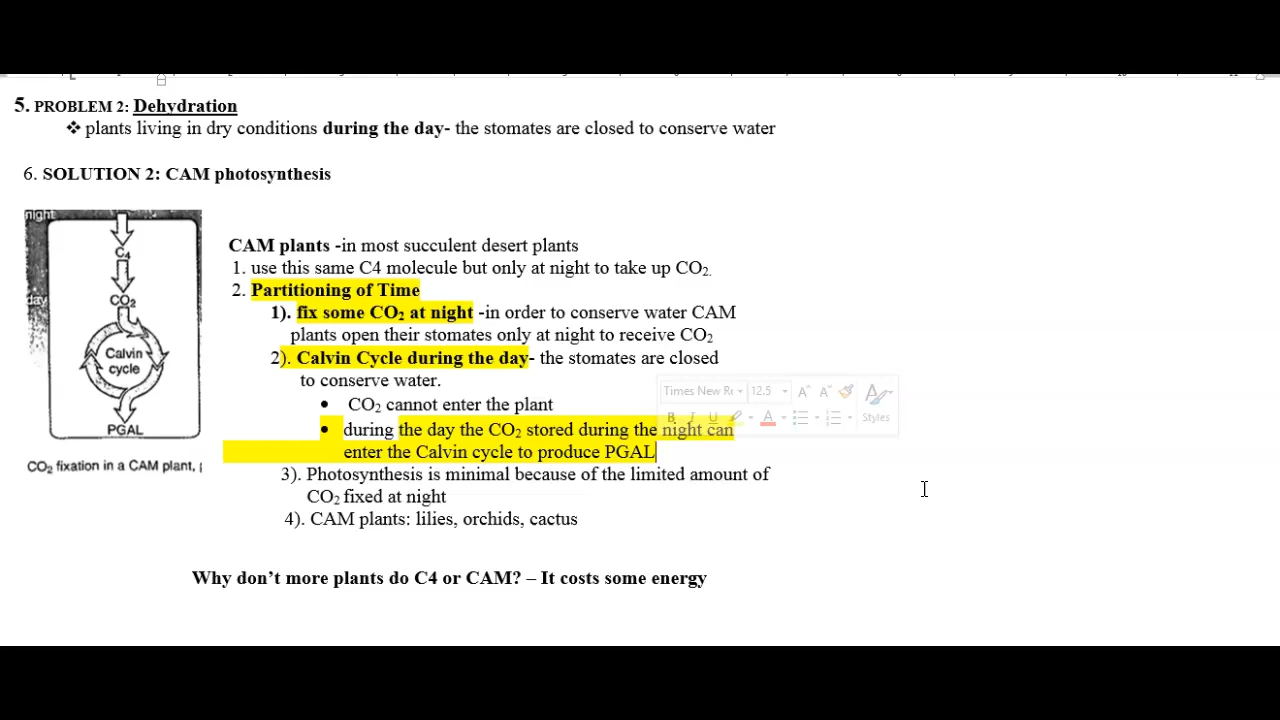 5. PROBLEM 2: Dehydration
❖ plants living in dry conditions during the day- the stomates are closed to conserve water
6. SOLUTION 2: CAM photosynthesis
night
C4
day
CO2
Calvin
cycle
PGAL
CO2 fixation in a CAM plant,
CAM plants -in most succulent desert plants
1. use this same C4 molecule but only at night to take up CO2.
2. Partitioning of Time
1). fix some CO2 at night -in order to conserve water CAM
plants open their stomates only at night to receive CO2
2). Calvin Cycle during the day- the stomates are closed
to conserve water.
• CO2 cannot enter the plant
• during the day the CO2 stored during the night can
enter the Calvin cycle to produce PGAL
3). Photosynthesis is minimal because of the limited amount of
CO2 fixed at night
4). CAM plants: lilies, orchids, cactus
Times New Ro 12.5 A A
B I U A Styles
Why don't more plants do C4 or CAM? – It costs some energy